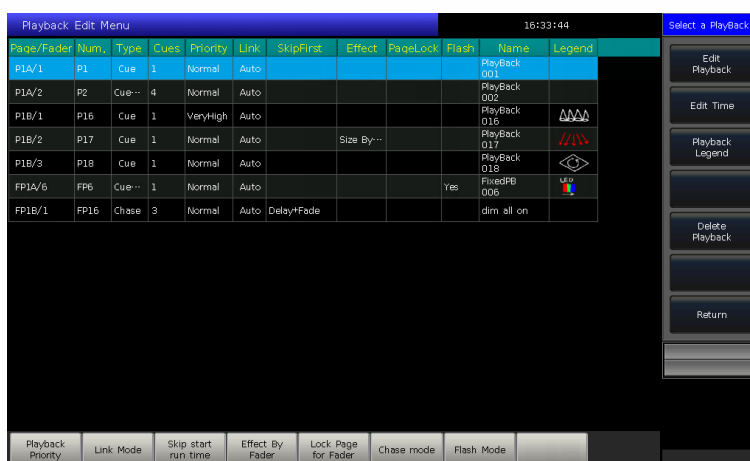 Playback Edit Menu 16:33:44 Select a PlayBack
Page/Fader Num. Type Cues Priority Link SkipFirst Effect PageLock Flash Name Legend
P1A/1 P1 Cue 1 Normal Auto PlayBack 001
P1A/2 P2 Cue… 4 Normal Auto PlayBack 002
P1B/1 P16 Cue 1 VeryHigh Auto PlayBack 016
P1B/2 P17 Cue 1 Normal Auto Size By… PlayBack 017
P1B/3 P18 Cue 1 Normal Auto PlayBack 018
FP1A/6 FP6 Cue… 1 Normal Auto Yes FixedPB 006 LED
FP1B/1 FP16 Chase 3 Normal Auto Delay+Fade dim all on
Edit
Playback
Edit Time
Playback
Legend
Delete
Playback
Return
Playback
Priority
Link Mode
Skip start
run time
Effect By
Fader
Lock Page
for Fader
Chase mode
Flash Mode